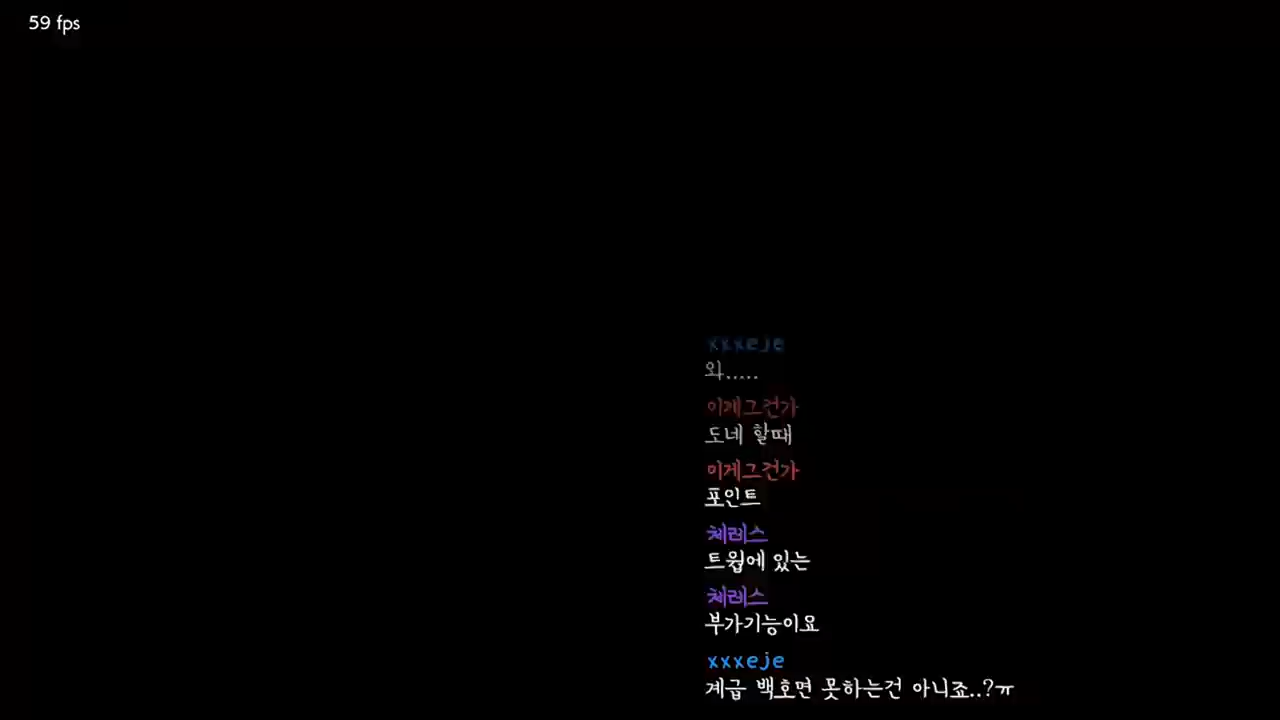 59 fps
xxxeje
와.....
이게그건가
도네 할때
이게그건가
포인트
체레스
트윕에 있는
체레스
부가기능이요
xxxeje
계급 백호면 못하는건 아니죠..?ㅠ